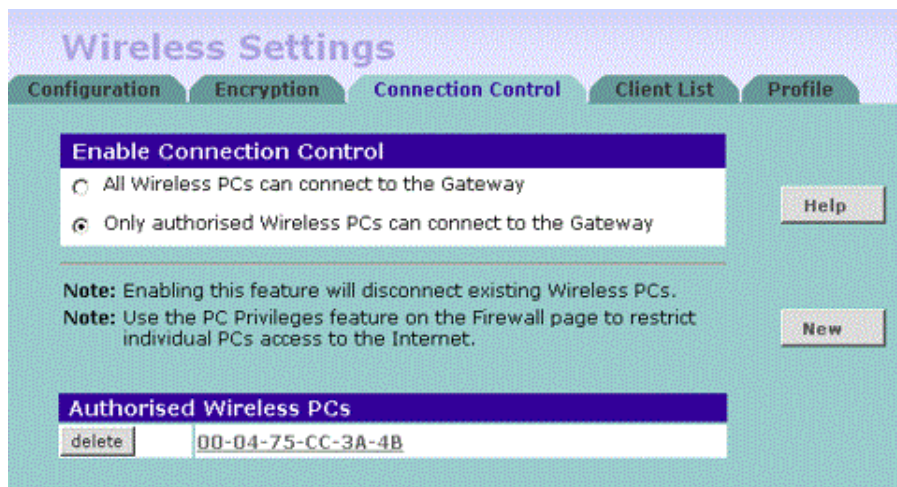 Wireless Settings
Configuration Encryption Connection Control Client List Profile
Enable Connection Control
All Wireless PCs can connect to the Gateway
Only authorised Wireless PCs can connect to the Gateway
Help
Note: Enabling this feature will disconnect existing Wireless PCs.
Note: Use the PC Privileges feature on the Firewall page to restrict
individual PCs access to the Internet.
New
Authorised Wireless PCs
delete 00-04-75-CC-3A-4B